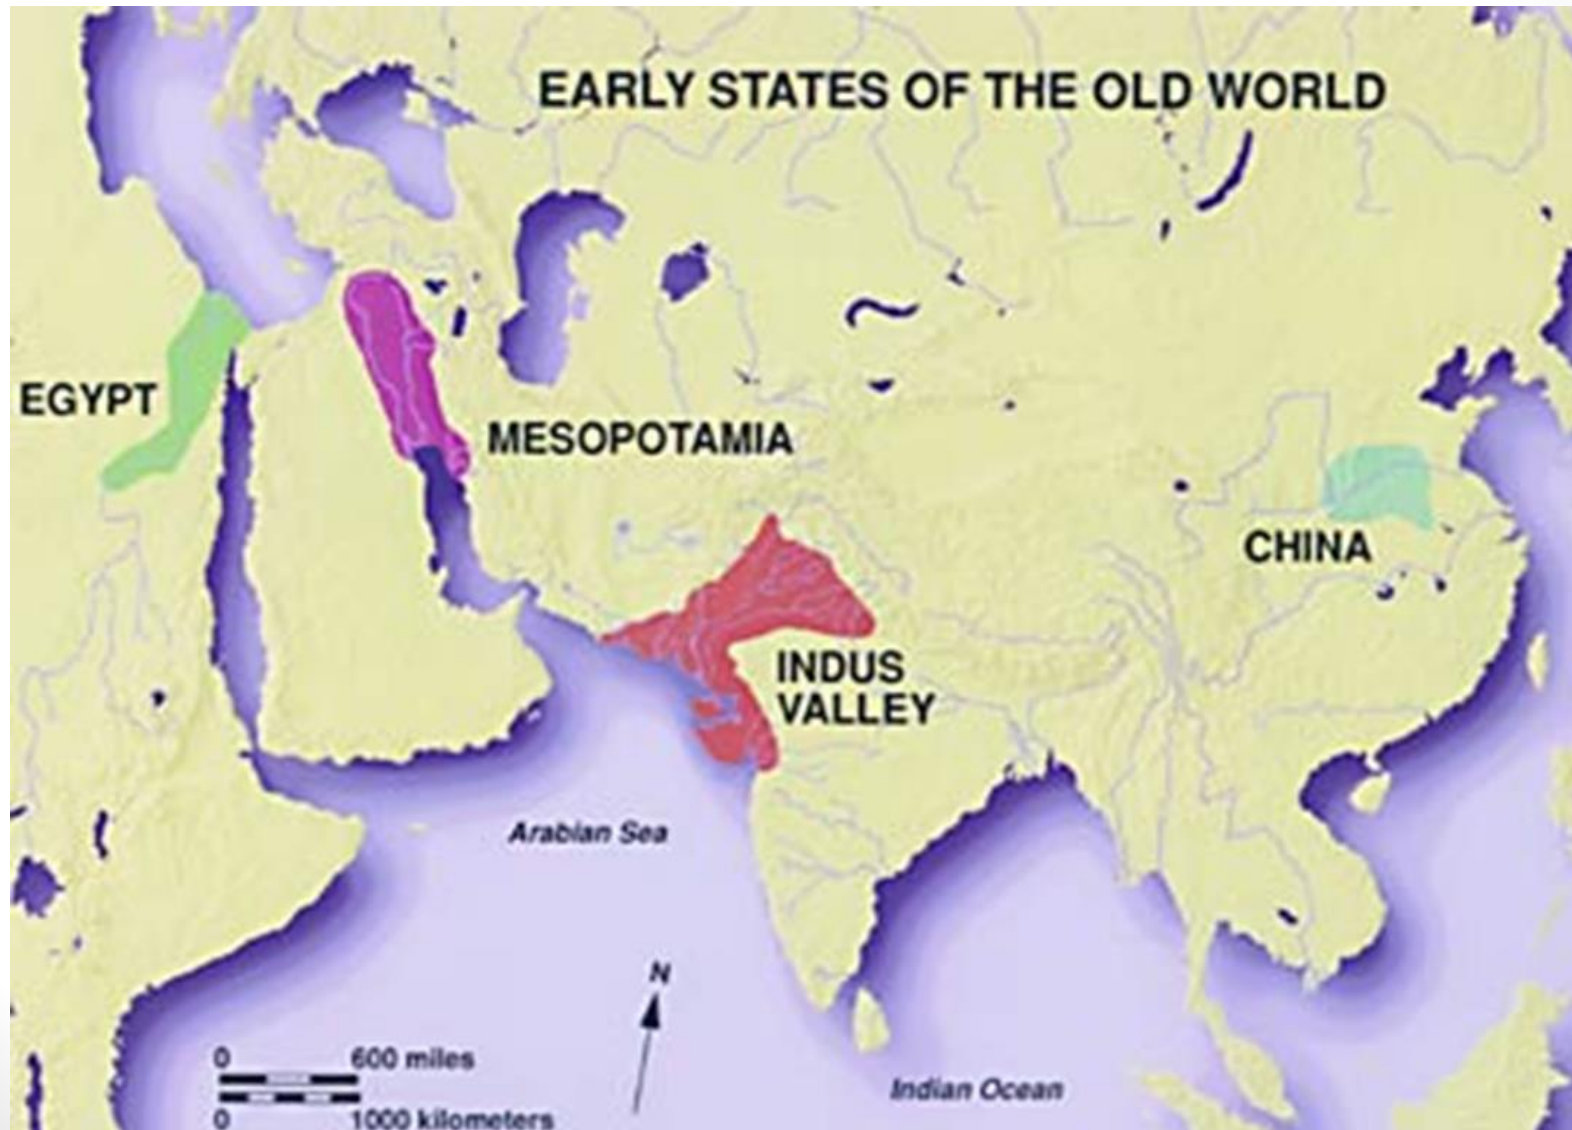 EARLY STATES OF THE OLD WORLD
EGYPT
MESOPOTAMIA
CHINA
INDUS
VALLEY
Arabian Sea
N
0 600 miles
0 1000 kilometers
Indian Ocean